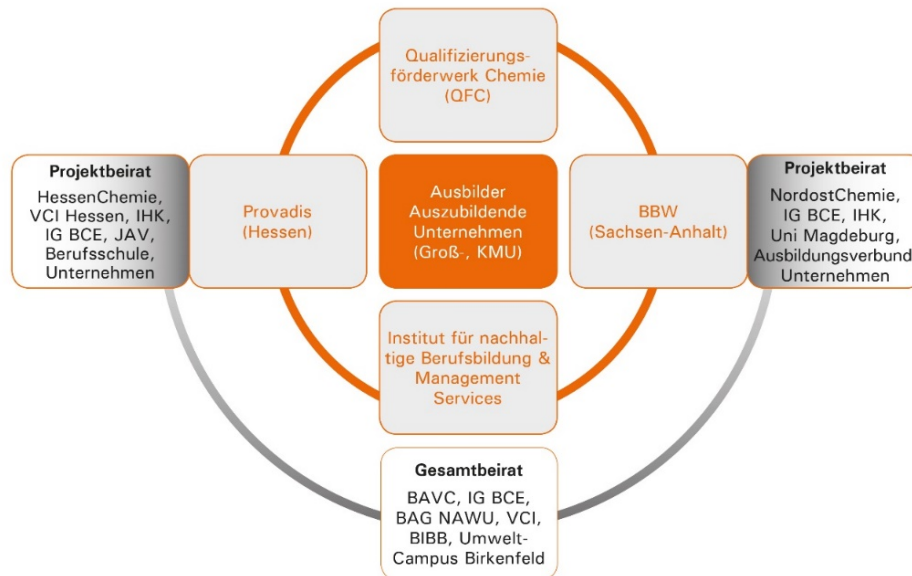 Qualifizierungs-
förderwerk Chemie
(QFC)
Projektbeirat
HessenChemie,
VCI Hessen, IHK,
IG BCE, JAV,
Berufsschule,
Unternehmen
Provadis
(Hessen)
Ausbilder
Auszubildende
Unternehmen
(Groß-, KMU)
BBW
(Sachsen-Anhalt)
Projektbeirat
NordostChemie,
IG BCE, IHK,
Uni Magdeburg,
Ausbildungsverbund
Unternehmen
Institut für nachhal-
tige Berufsbildung &
Management
Services
Gesamtbeirat
BAVC, IG BCE,
BAG NAWU, VCI,
BIBB, Umwelt-
Campus Birkenfeld